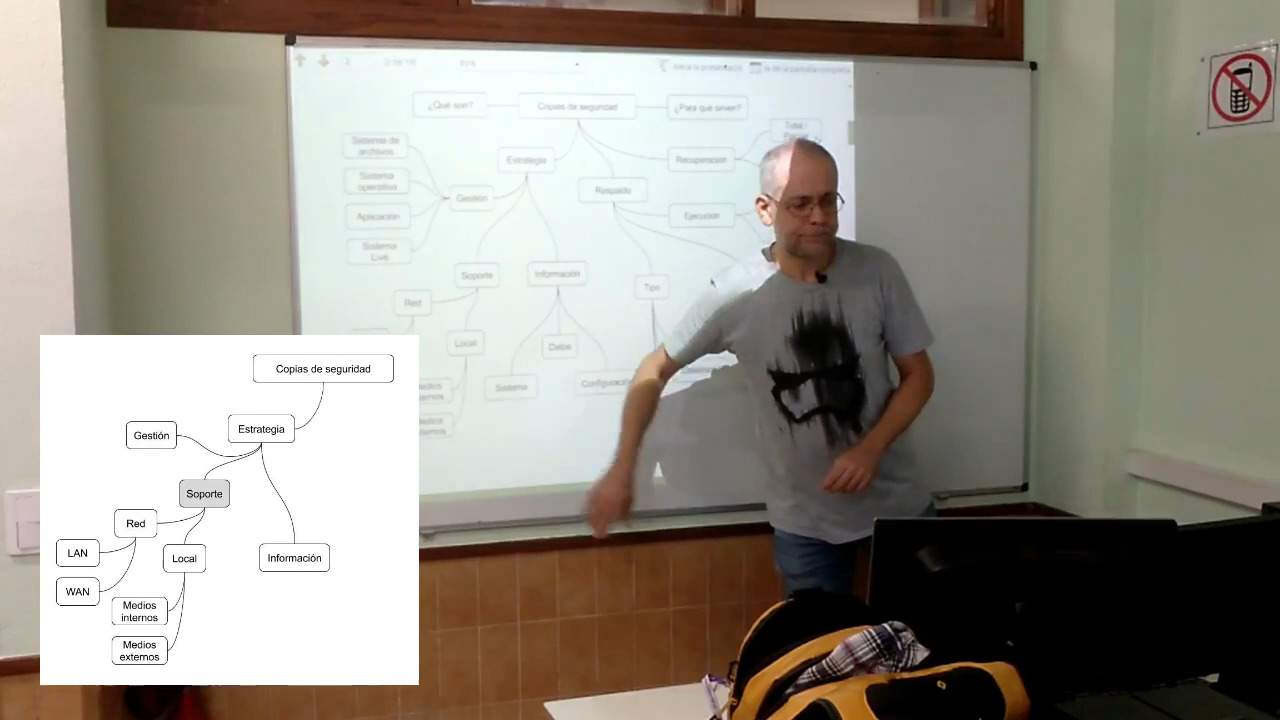 2
¿Qué son?
Copias de seguridad
¿Para qué sirven?
Sistema de
archivos
Estrategia
Recuperación
Total /
Sistema
operativo
Gestión
Respaldo
Aplicación
Ejecución
Sistema
Live
Soporte
Información
Tipo
Red
Local
Datos
Sistema
Copias de seguridad
Estrategia
Gestión
Soporte
Red
LAN
Local
Información
WAN
Medios
internos
Medios
externos